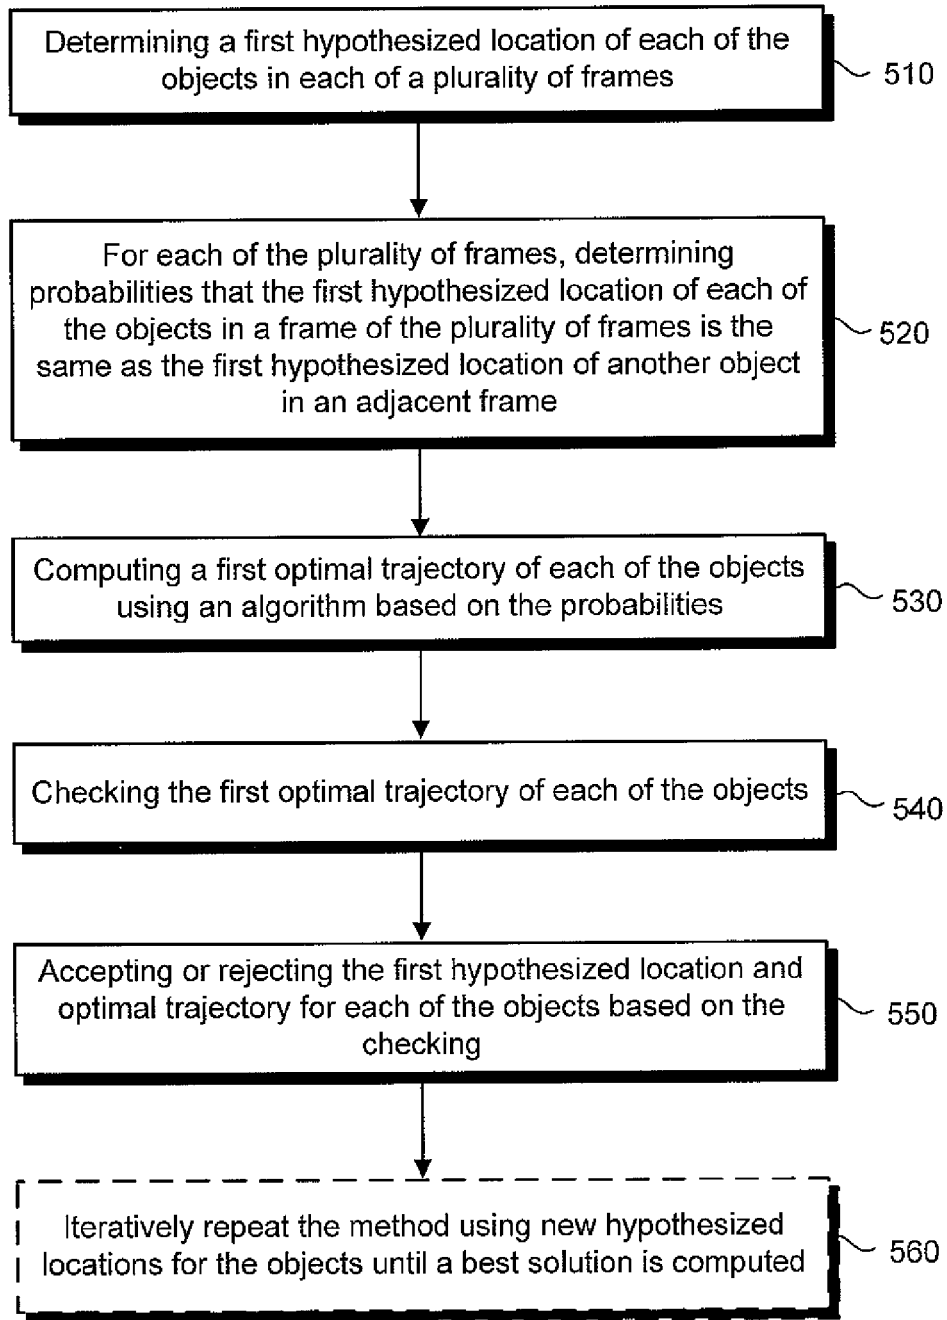 Determining a first hypothesized location of each of the
objects in each of a plurality of frames
510
For each of the plurality of frames, determining
probabilities that the first hypothesized location of each of
the objects in a frame of the plurality of frames is the
same as the first hypothesized location of another object
in an adjacent frame
520
Computing a first optimal trajectory of each of the objects
using an algorithm based on the probabilities
530
Checking the first optimal trajectory of each of the objects
540
Accepting or rejecting the first hypothesized location and
optimal trajectory for each of the objects based on the
checking
550
Iteratively repeat the method using new hypothesized
locations for the objects until a best solution is computed
560